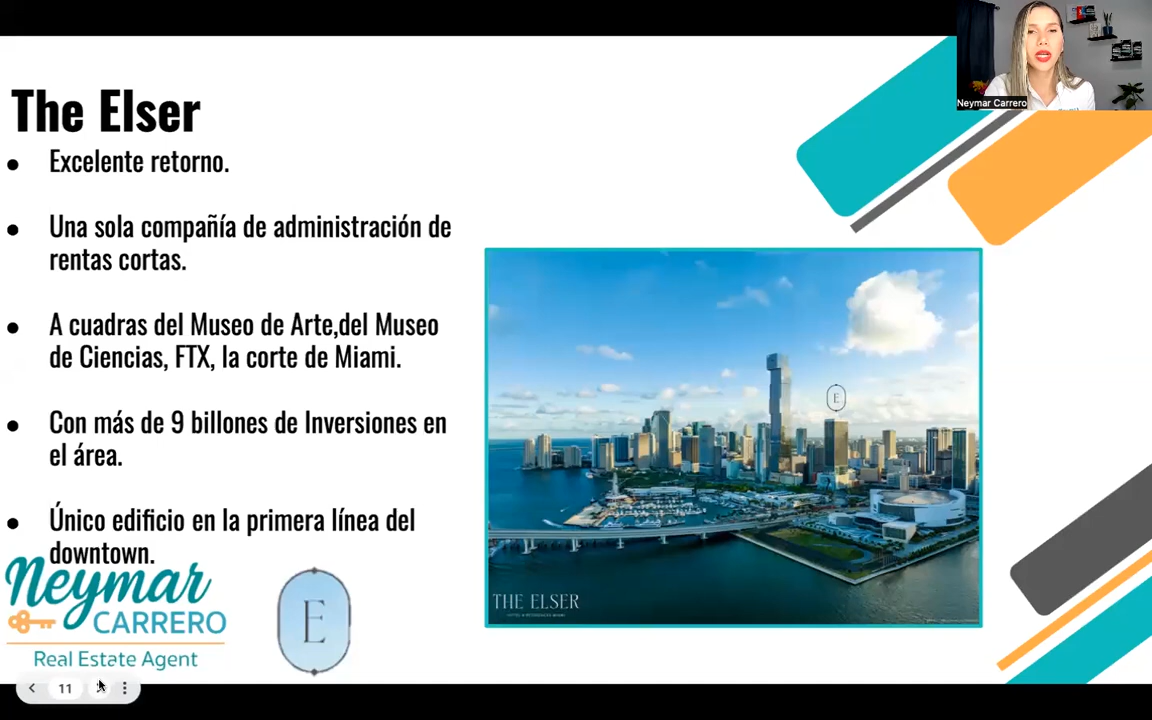 Neymar Carrero
The Elser
• Excelente retorno.
• Una sola compañía de administración de
rentas cortas.
• A cuadras del Museo de Arte,del Museo
de Ciencias, FTX, la corte de Miami.
• Con más de 9 billones de Inversiones en
el área.
• Único edificio en la primera línea del
downtown.
E
THE ELSER
Neymar
CARRERO
Real Estate Agent
E
11